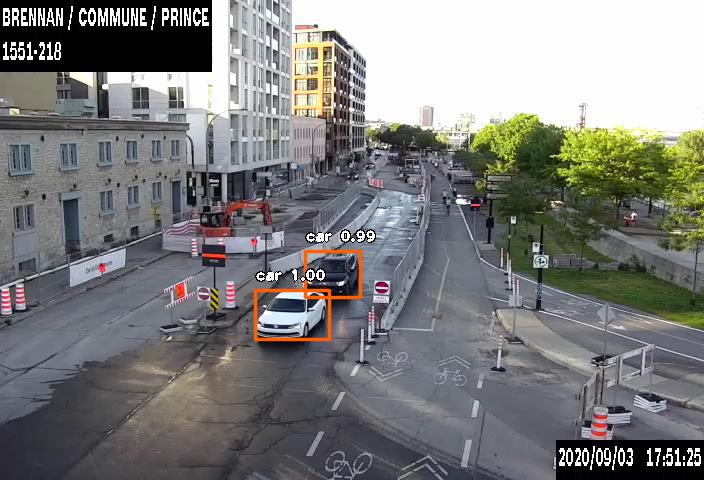 BRENNAN / COMMUNE / PRINCE
1551-218
car 0.99
car 1.00
2020/09/03 17:51:25